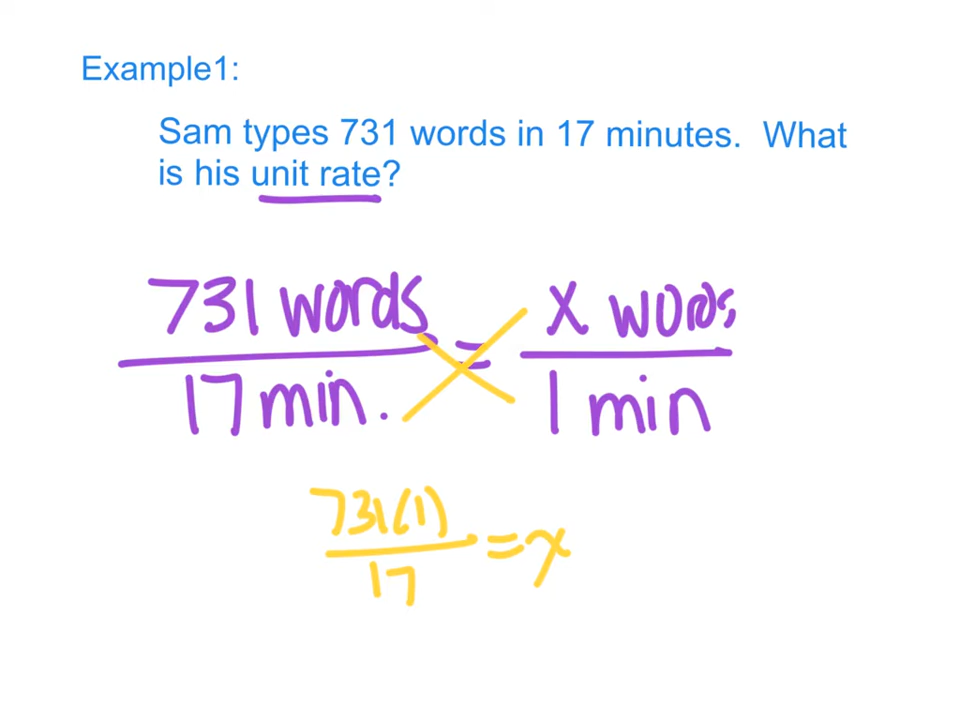 Example1:
Sam types 731 words in 17 minutes. What
is his unit rate?
731 words = x words
17 min. 1 min
731(1) = x
17